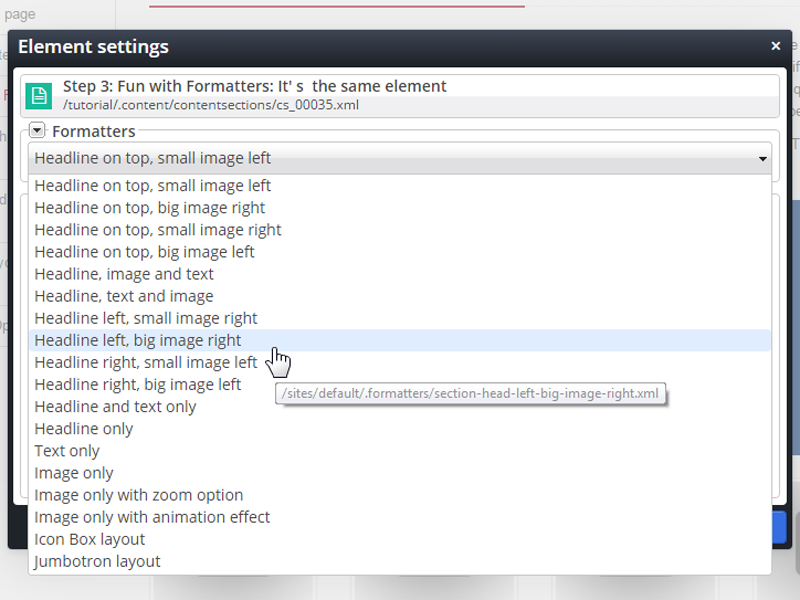 page
Element settings
Step 3: Fun with Formatters: It' s  the same element
/tutorial/.content/contentsections/cs_00035.xml
Formatters
Headline on top, small image left
Headline on top, small image left
Headline on top, big image right
Headline on top, small image right
Headline on top, big image left
Headline, image and text
Headline, text and image
Headline left, small image right
Headline left, big image right
Headline right, small image left
Headline right, big image left
/sites/default/.formatters/section-head-left-big-image-right.xml
Headline and text only
Headline only
Text only
Image only
Image only with zoom option
Image only with animation effect
Icon Box layout
Jumbotron layout